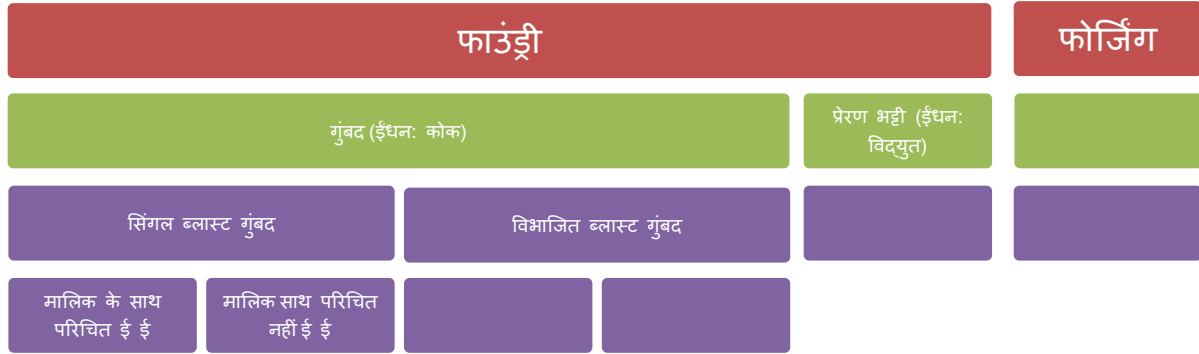 फाउंड्री
फोर्जिंग
गुंबद (ईंधन: कोक)
प्रेरण भट्टी (ईंधन:
विद्युत)
सिंगल ब्लास्ट गुंबद
विभाजित ब्लास्ट गुंबद
मालिक के साथ
परिचित ई ई
मालिक साथ परिचित
नहीं ई ई